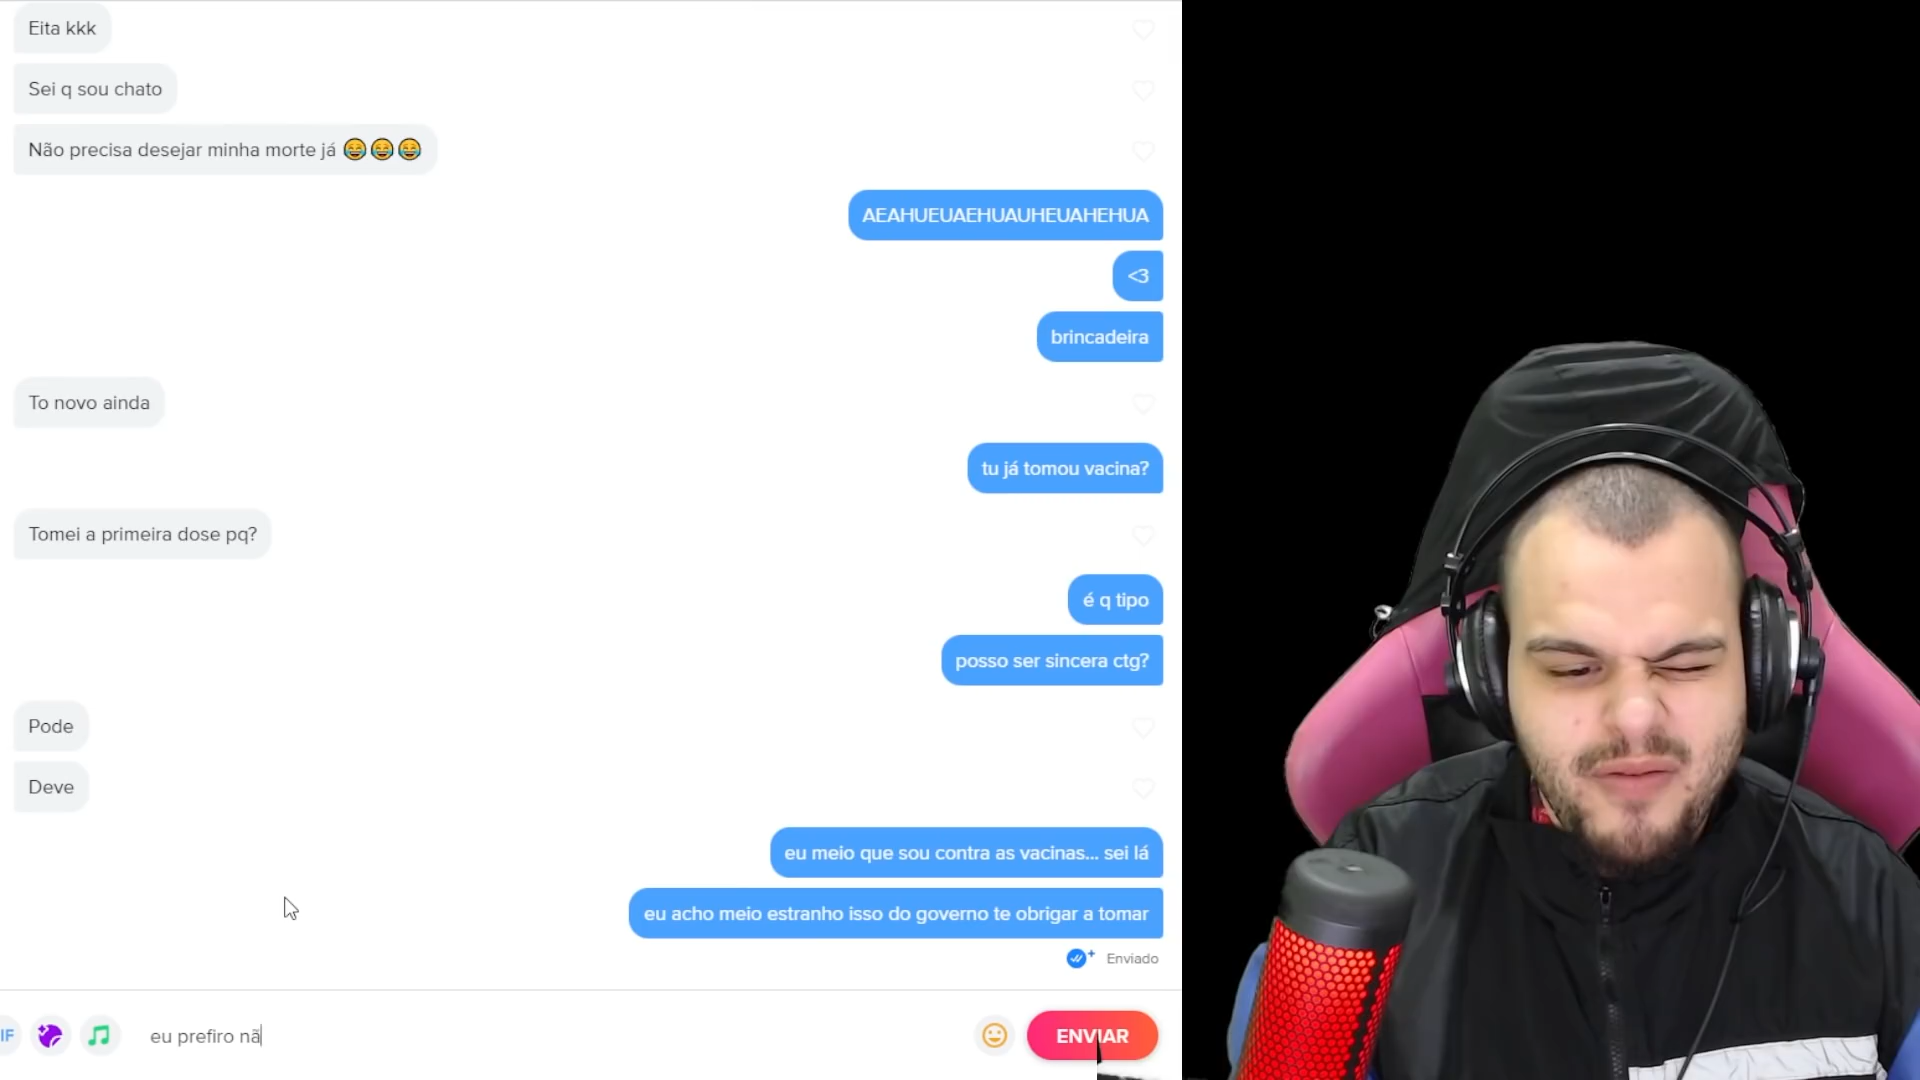 Eita kkk
Sei q sou chato
Não precisa desejar minha morte já 😂😂😂
AEAHUEUAEHUAUHEUAHEHUA
<3
brincadeira
To novo ainda
tu já tomou vacina?
Tomei a primeira dose pq?
é q tipo
posso ser sincera ctg?
Pode
Deve
eu meio que sou contra as vacinas... sei lá
eu acho meio estranho isso do governo te obrigar a tomar
Enviado
IF
eu prefiro nã
ENVIAR